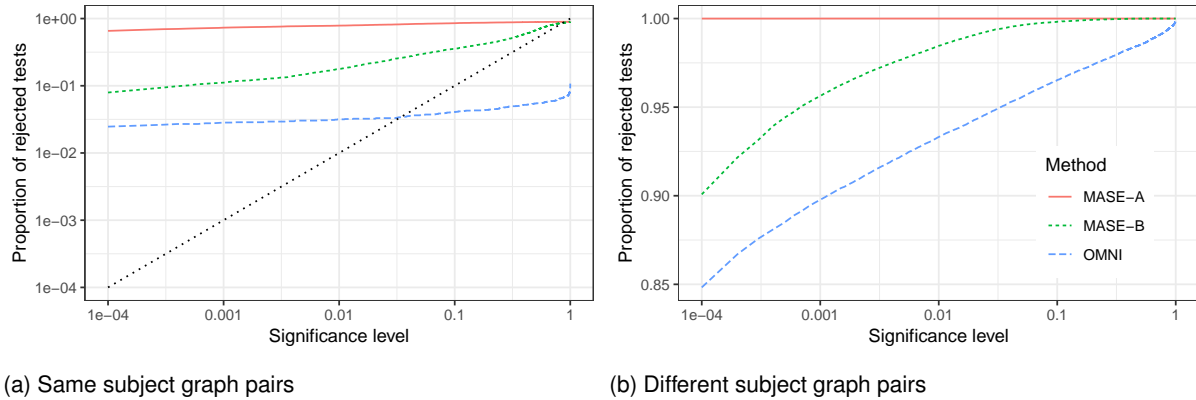 Proportion of rejected tests
1e+00
1e−01
1e−02
1e−03
1e−04
1e−04
0.001
0.01
0.1
1
Significance level
(a) Same subject graph pairs
Proportion of rejected tests
1.00
0.95
0.90
0.85
1e−04
0.001
0.01
0.1
1
Significance level
Method
MASE−A
MASE−B
OMNI
(b) Different subject graph pairs